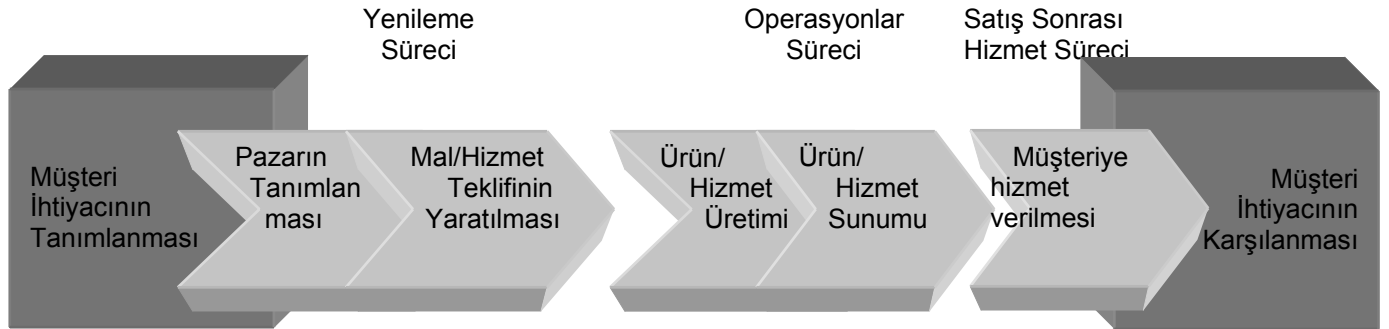 Yenileme
Süreci
Operasyonlar
Süreci
Satış Sonrası
Hizmet Süreci
Müşteri
İhtiyacının
Tanımlanması
Pazarın
Tanımlan
ması
Mal/Hizmet
Teklifinin
Yaratılması
Ürün/
Hizmet
Üretimi
Ürün/
Hizmet
Sunumu
Müşteriye
hizmet
verilmesi
Müşteri
İhtiyacının
Karşılanması